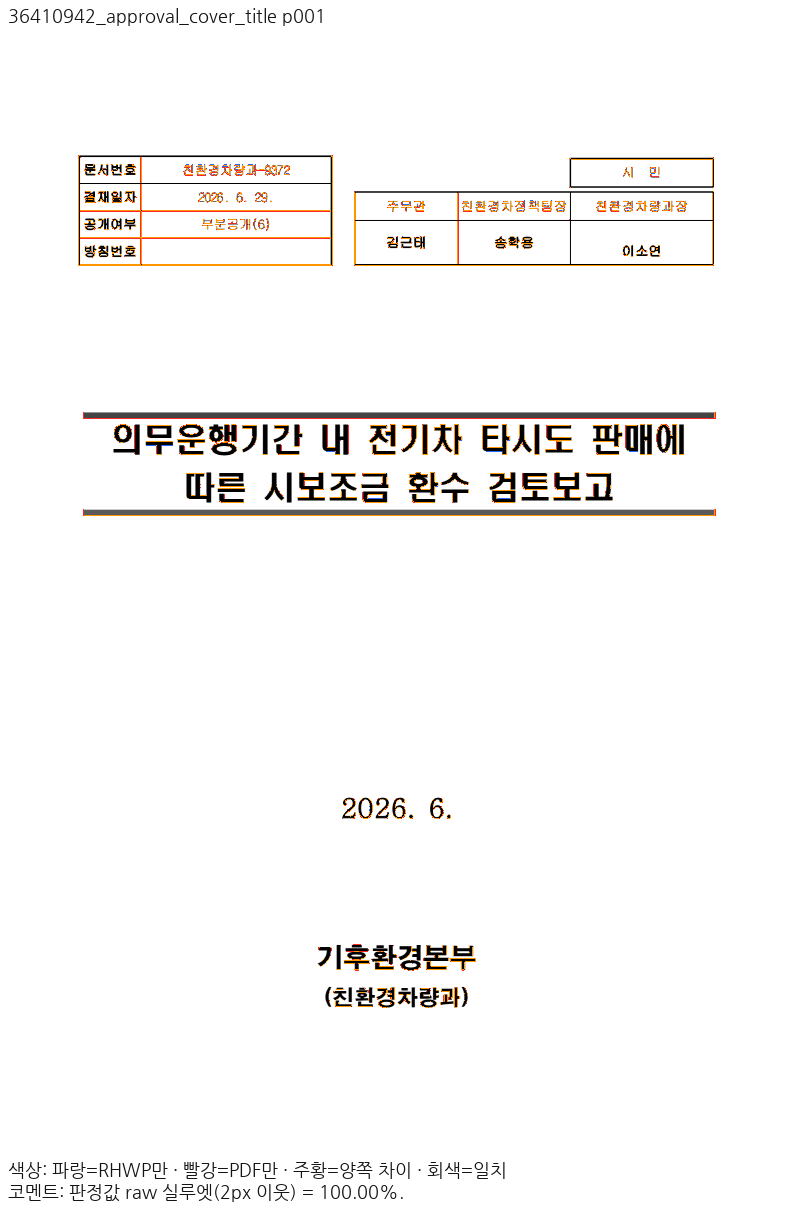 36410942_approval_cover_title p001
문서번호 친환경차량과-9372
결재일자 2026. 6. 29.
공개여부 부분공개(6)
방침번호
시 민
주무관 친환경차정책팀장 친환경차량과장
김근태 송학용 이소연
의무운행기간 내 전기차 타시도 판매에
따른 시보조금 환수 검토보고
2026. 6.
기후환경본부
(친환경차량과)
색상: 파랑=RHWP만 · 빨강=PDF만 · 주황=양쪽 차이 · 회색=일치
코멘트: 판정값 raw 실루엣(2px 이웃) = 100.00%.